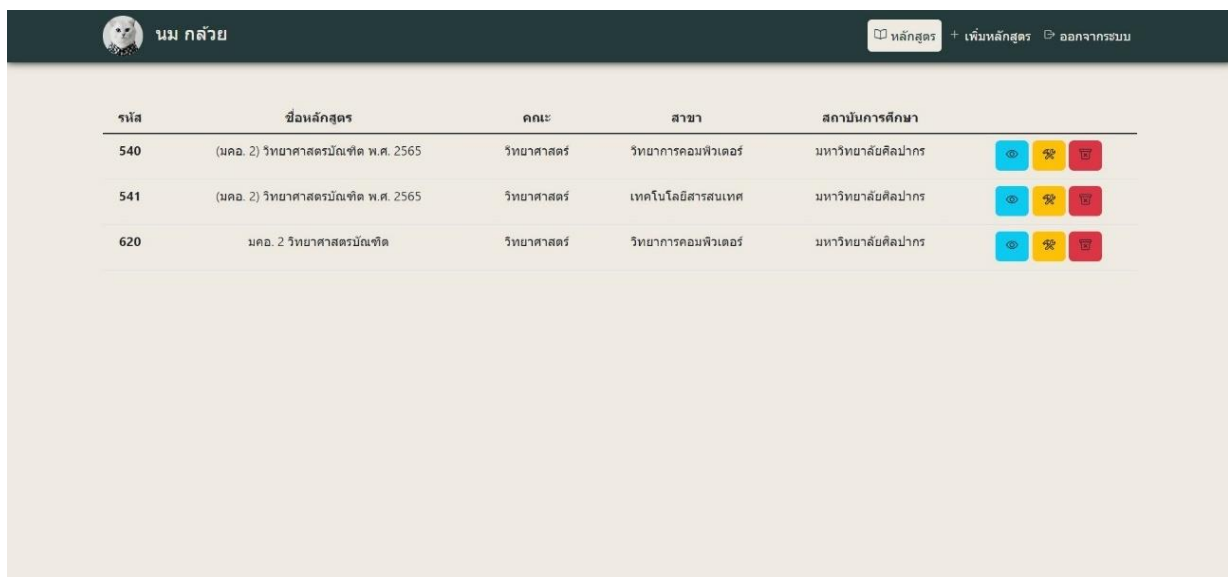 นม กล้วย
หลักสูตร + เพิ่มหลักสูตร ออกจากระบบ
รหัส ชื่อหลักสูตร คณะ สาขา สถาบันการศึกษา
540 (มคอ. 2) วิทยาศาสตรบัณฑิต พ.ศ. 2565 วิทยาศาสตร์ วิทยาการคอมพิวเตอร์ มหาวิทยาลัยศิลปากร
541 (มคอ. 2) วิทยาศาสตรบัณฑิต พ.ศ. 2565 วิทยาศาสตร์ เทคโนโลยีสารสนเทศ มหาวิทยาลัยศิลปากร
620 มคอ. 2 วิทยาศาสตรบัณฑิต วิทยาศาสตร์ วิทยาการคอมพิวเตอร์ มหาวิทยาลัยศิลปากร